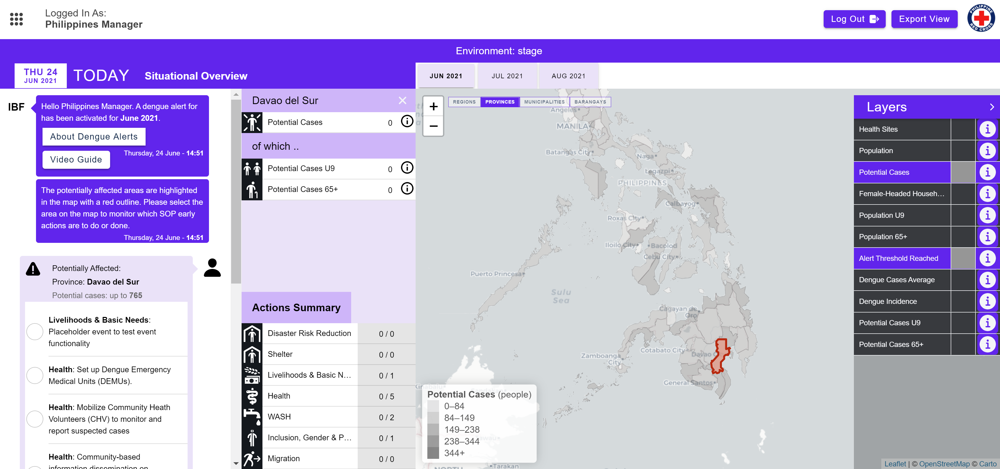 Logged In As:
Philippines Manager
Log Out
Export View
PHILIPPINE
RED CROSS
Environment: stage
THU 24
JUN 2021
TODAY
Situational Overview
JUN 2021
JUL 2021
AUG 2021
IBF
Hello Philippines Manager. A dengue alert for
has been activated for June 2021.
About Dengue Alerts
Video Guide
Thursday, 24 June - 14:51
The potentially affected areas are highlighted
in the map with a red outline. Please select the
area on the map to monitor which SOP early
actions are to do or done.
Thursday, 24 June - 14:51
Potentially Affected:
Province: Davao del Sur
Potential cases: up to 765
Livelihoods & Basic Needs:
Placeholder event to test event
functionality
Health: Set up Dengue Emergency
Medical Units (DEMUs).
Health: Mobilize Community Heath
Volunteers (CHV) to monitor and
report suspected cases
Health: Community-based
information dissemination on
Davao del Sur
Potential Cases 0
of which ..
Potential Cases U9 0
Potential Cases 65+ 0
Actions Summary
Disaster Risk Reduction 0 / 0
Shelter 0 / 0
Livelihoods & Basic N... 0 / 1
Health 0 / 5
WASH 0 / 2
Inclusion, Gender & P... 0 / 1
Migration 0 / 0
+
−
REGIONS
PROVINCES
MUNICIPALITIES
BARANGAYS
Angeles
MANILA
Batangas City
Naga
Legazpi
PHILIPPINES
Calbayog
Roxas City
Iloilo City
Bacolod
Cebu City
Puerto Princesa
Sulu
Sea
Cagayan de
Oro
Cotabato City
Davao
Zamboanga
City
General Santos
Kinabalu
Sandakan
Tawau
Tarakan
NORTH
Potential Cases (people)
0–84
84–149
149–238
238–344
344+
Layers
Health Sites
Population
Potential Cases
Female-Headed Househ...
Population U9
Population 65+
Alert Threshold Reached
Dengue Cases Average
Dengue Incidence
Potential Cases U9
Potential Cases 65+
Leaflet | © OpenStreetMap © Carto